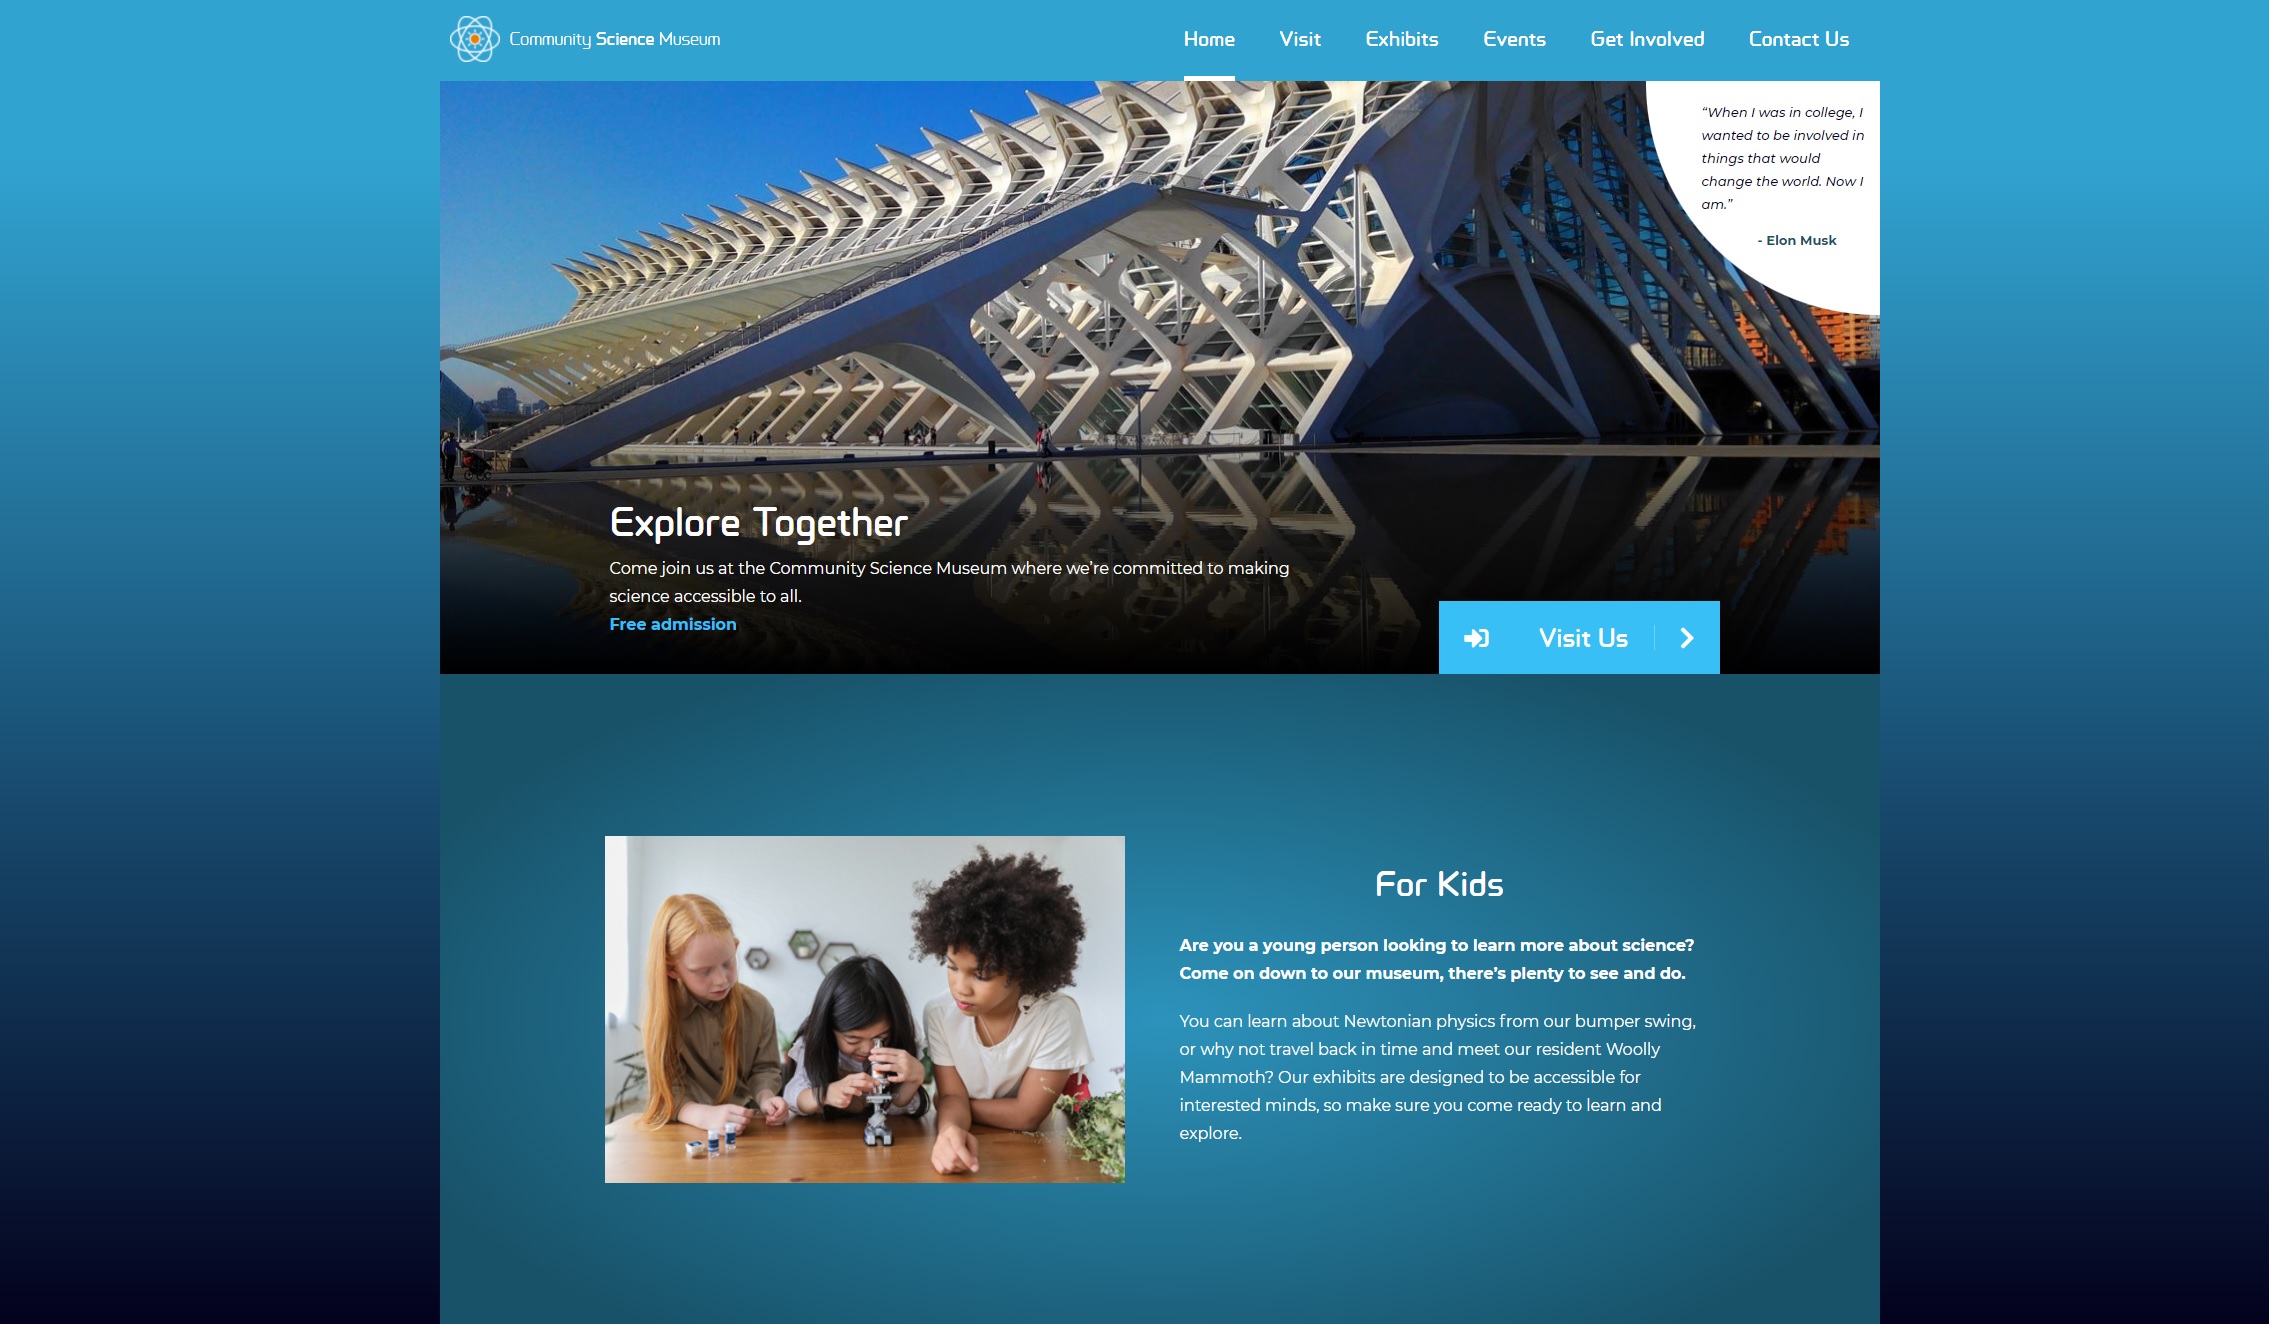 Community Science Museum
Home
Visit
Exhibits
Events
Get Involved
Contact Us
“When I was in college, I
wanted to be involved in
things that would
change the world. Now I
am.”
- Elon Musk
Explore Together
Come join us at the Community Science Museum where we’re committed to making
science accessible to all.
Free admission
Visit Us
For Kids
Are you a young person looking to learn more about science?
Come on down to our museum, there’s plenty to see and do.
You can learn about Newtonian physics from our bumper swing,
or why not travel back in time and meet our resident Woolly
Mammoth? Our exhibits are designed to be accessible for
interested minds, so make sure you come ready to learn and
explore.